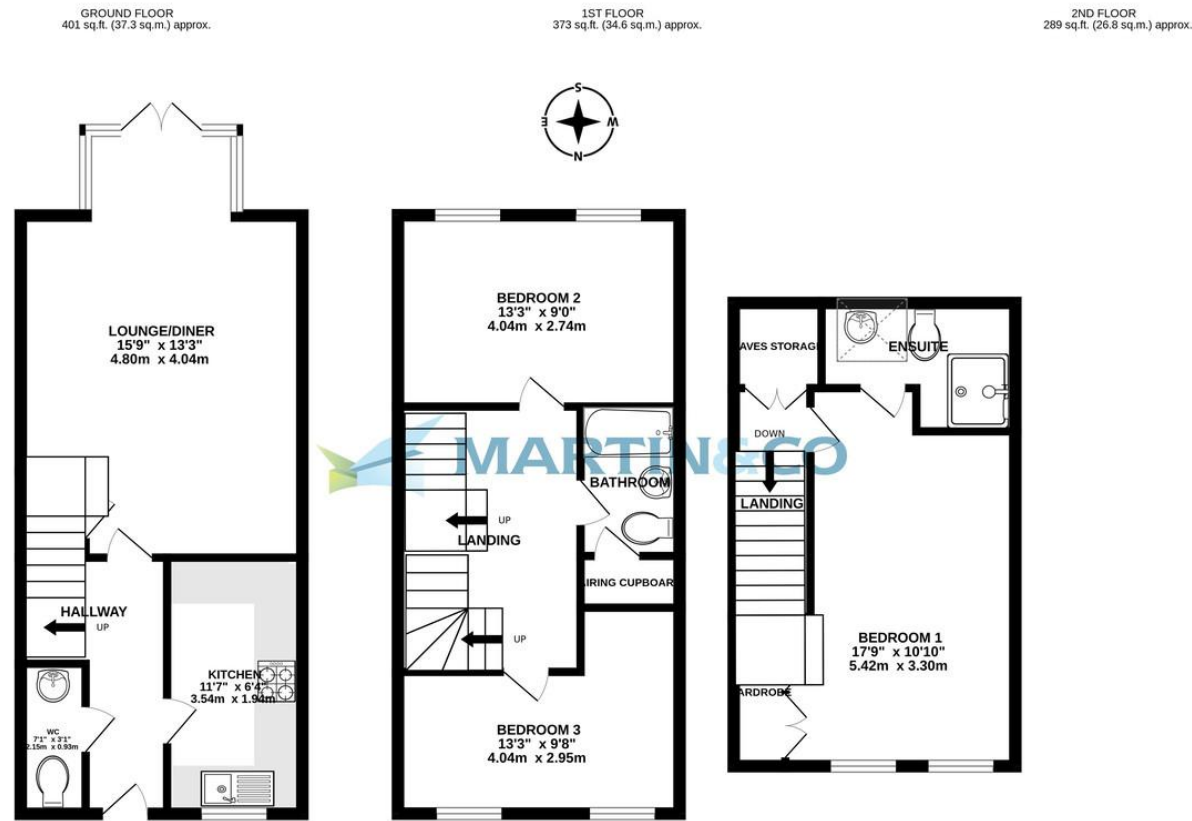 GROUND FLOOR
401 sq.ft. (37.3 sq.m.) approx.
1ST FLOOR
373 sq.ft. (34.6 sq.m.) approx.
2ND FLOOR
289 sq.ft. (26.8 sq.m.) approx.
S
E
W
N
LOUNGE/DINER
15'9" x 13'3"
4.80m x 4.04m
HALLWAY
UP
KITCHEN
11'7" x 6'4"
3.54m x 1.94m
WC
7'1" x 3'1"
2.15m x 0.93m
BEDROOM 2
13'3" x 9'0"
4.04m x 2.74m
MARTIN&CO
BATHROOM
UP
LANDING
AIRING CUPBOAR
UP
BEDROOM 3
13'3" x 9'8"
4.04m x 2.95m
AVES STORAG
ENSUITE
DOWN
LANDING
BEDROOM 1
17'9" x 10'10"
5.42m x 3.30m
ARDROBE